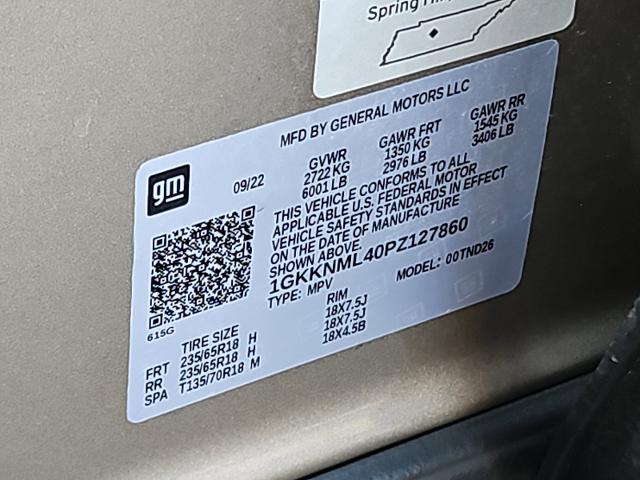 Spring Hill
MFD BY GENERAL MOTORS LLC
gm
09/22
GVWR GAWR FRT GAWR RR
2722 KG 1350 KG 1545 KG
6001 LB 2976 LB 3406 LB
THIS VEHICLE CONFORMS TO ALL
APPLICABLE U.S. FEDERAL MOTOR
VEHICLE SAFETY STANDARDS IN EFFECT
ON THE DATE OF MANUFACTURE
SHOWN ABOVE.
1GKKNML40PZ127860
TYPE: MPV MODEL: 00TND26
615G
TIRE SIZE RIM
FRT 235/65R18 H 18X7.5J
RR 235/65R18 H 18X7.5J
SPA T135/70R18 M 18X4.5B